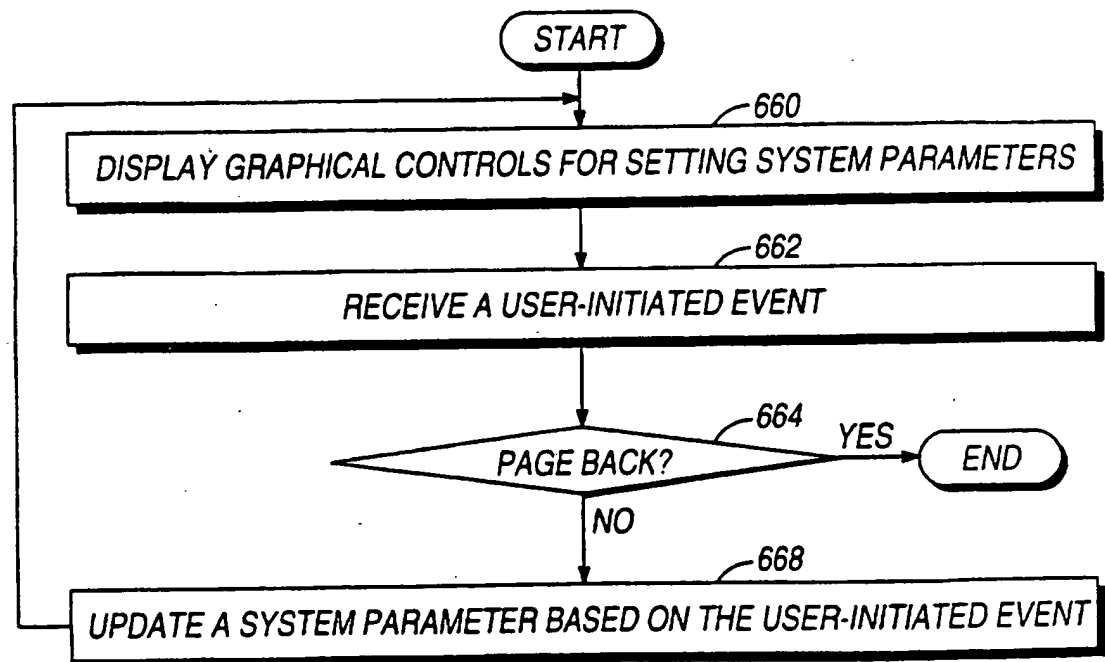 START
660
DISPLAY GRAPHICAL CONTROLS FOR SETTING SYSTEM PARAMETERS
662
RECEIVE A USER-INITIATED EVENT
664
PAGE BACK?
YES
END
NO
668
UPDATE A SYSTEM PARAMETER BASED ON THE USER-INITIATED EVENT